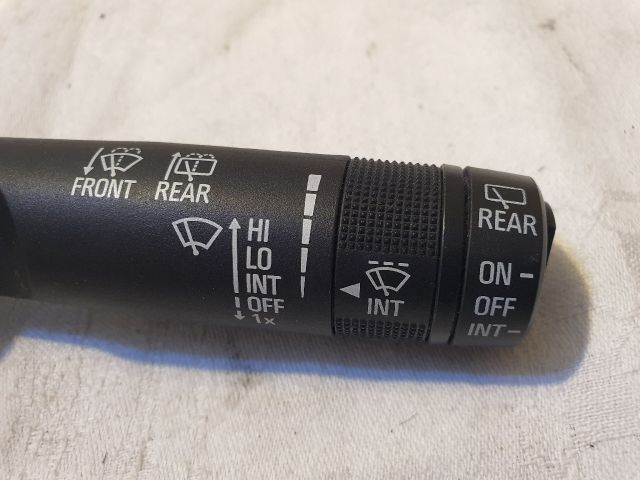 FRONT REAR
HI
LO
INT
OFF
1x
INT
REAR
ON
OFF
INT